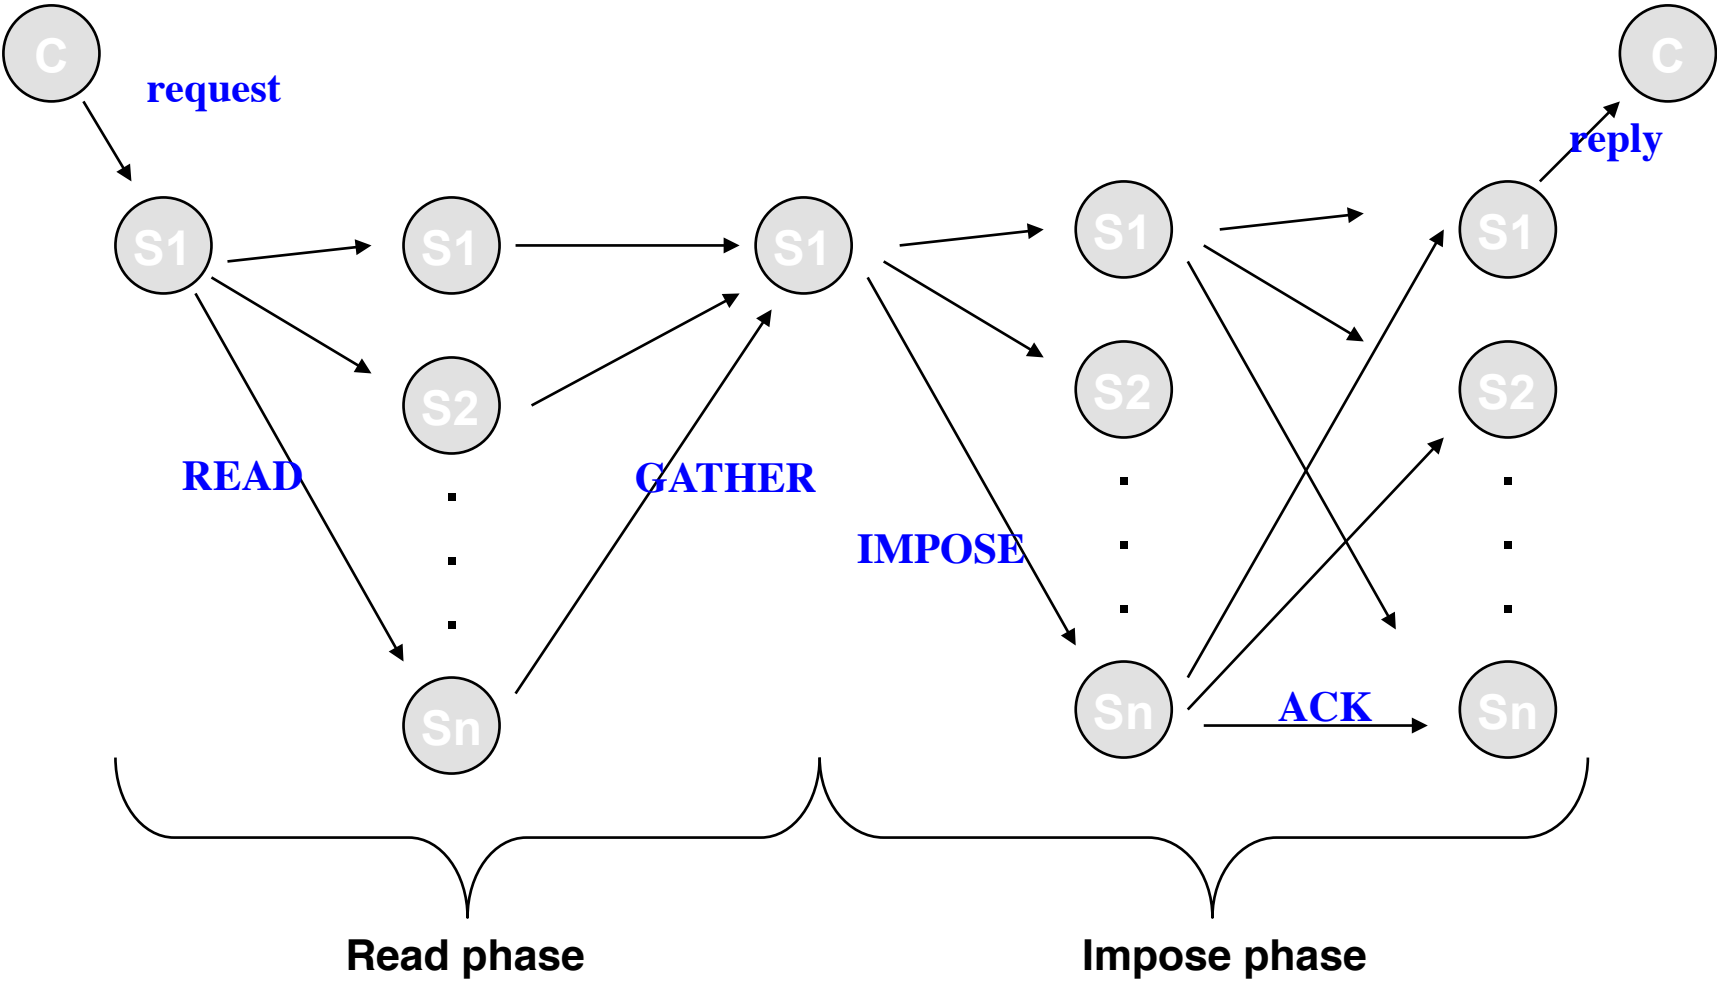 C
C
request
reply
S1
S1
S1
S1
S1
S2
S2
S2
READ
GATHER
IMPOSE
Sn
Sn
Sn
ACK
Read phase
Impose phase